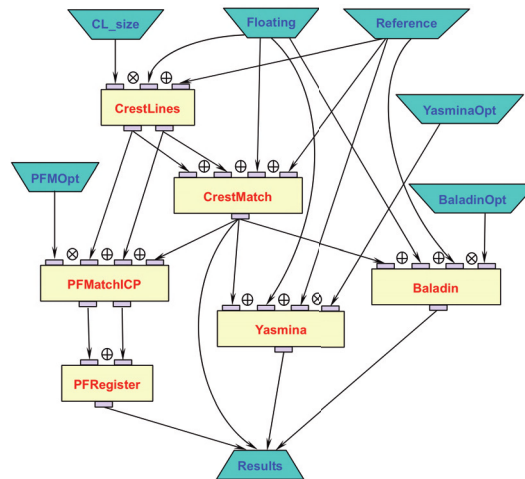 CL_size Floating Reference
⊗ ⊕
CrestLines
YasminaOpt
PFMOpt
⊕ ⊕ ⊕
CrestMatch
BaladinOpt
⊗ ⊕ ⊕
PFMatchICP
⊕ ⊕ ⊗
Baladin
⊕ ⊕ ⊗
Yasmina
⊕
PFRegister
Results